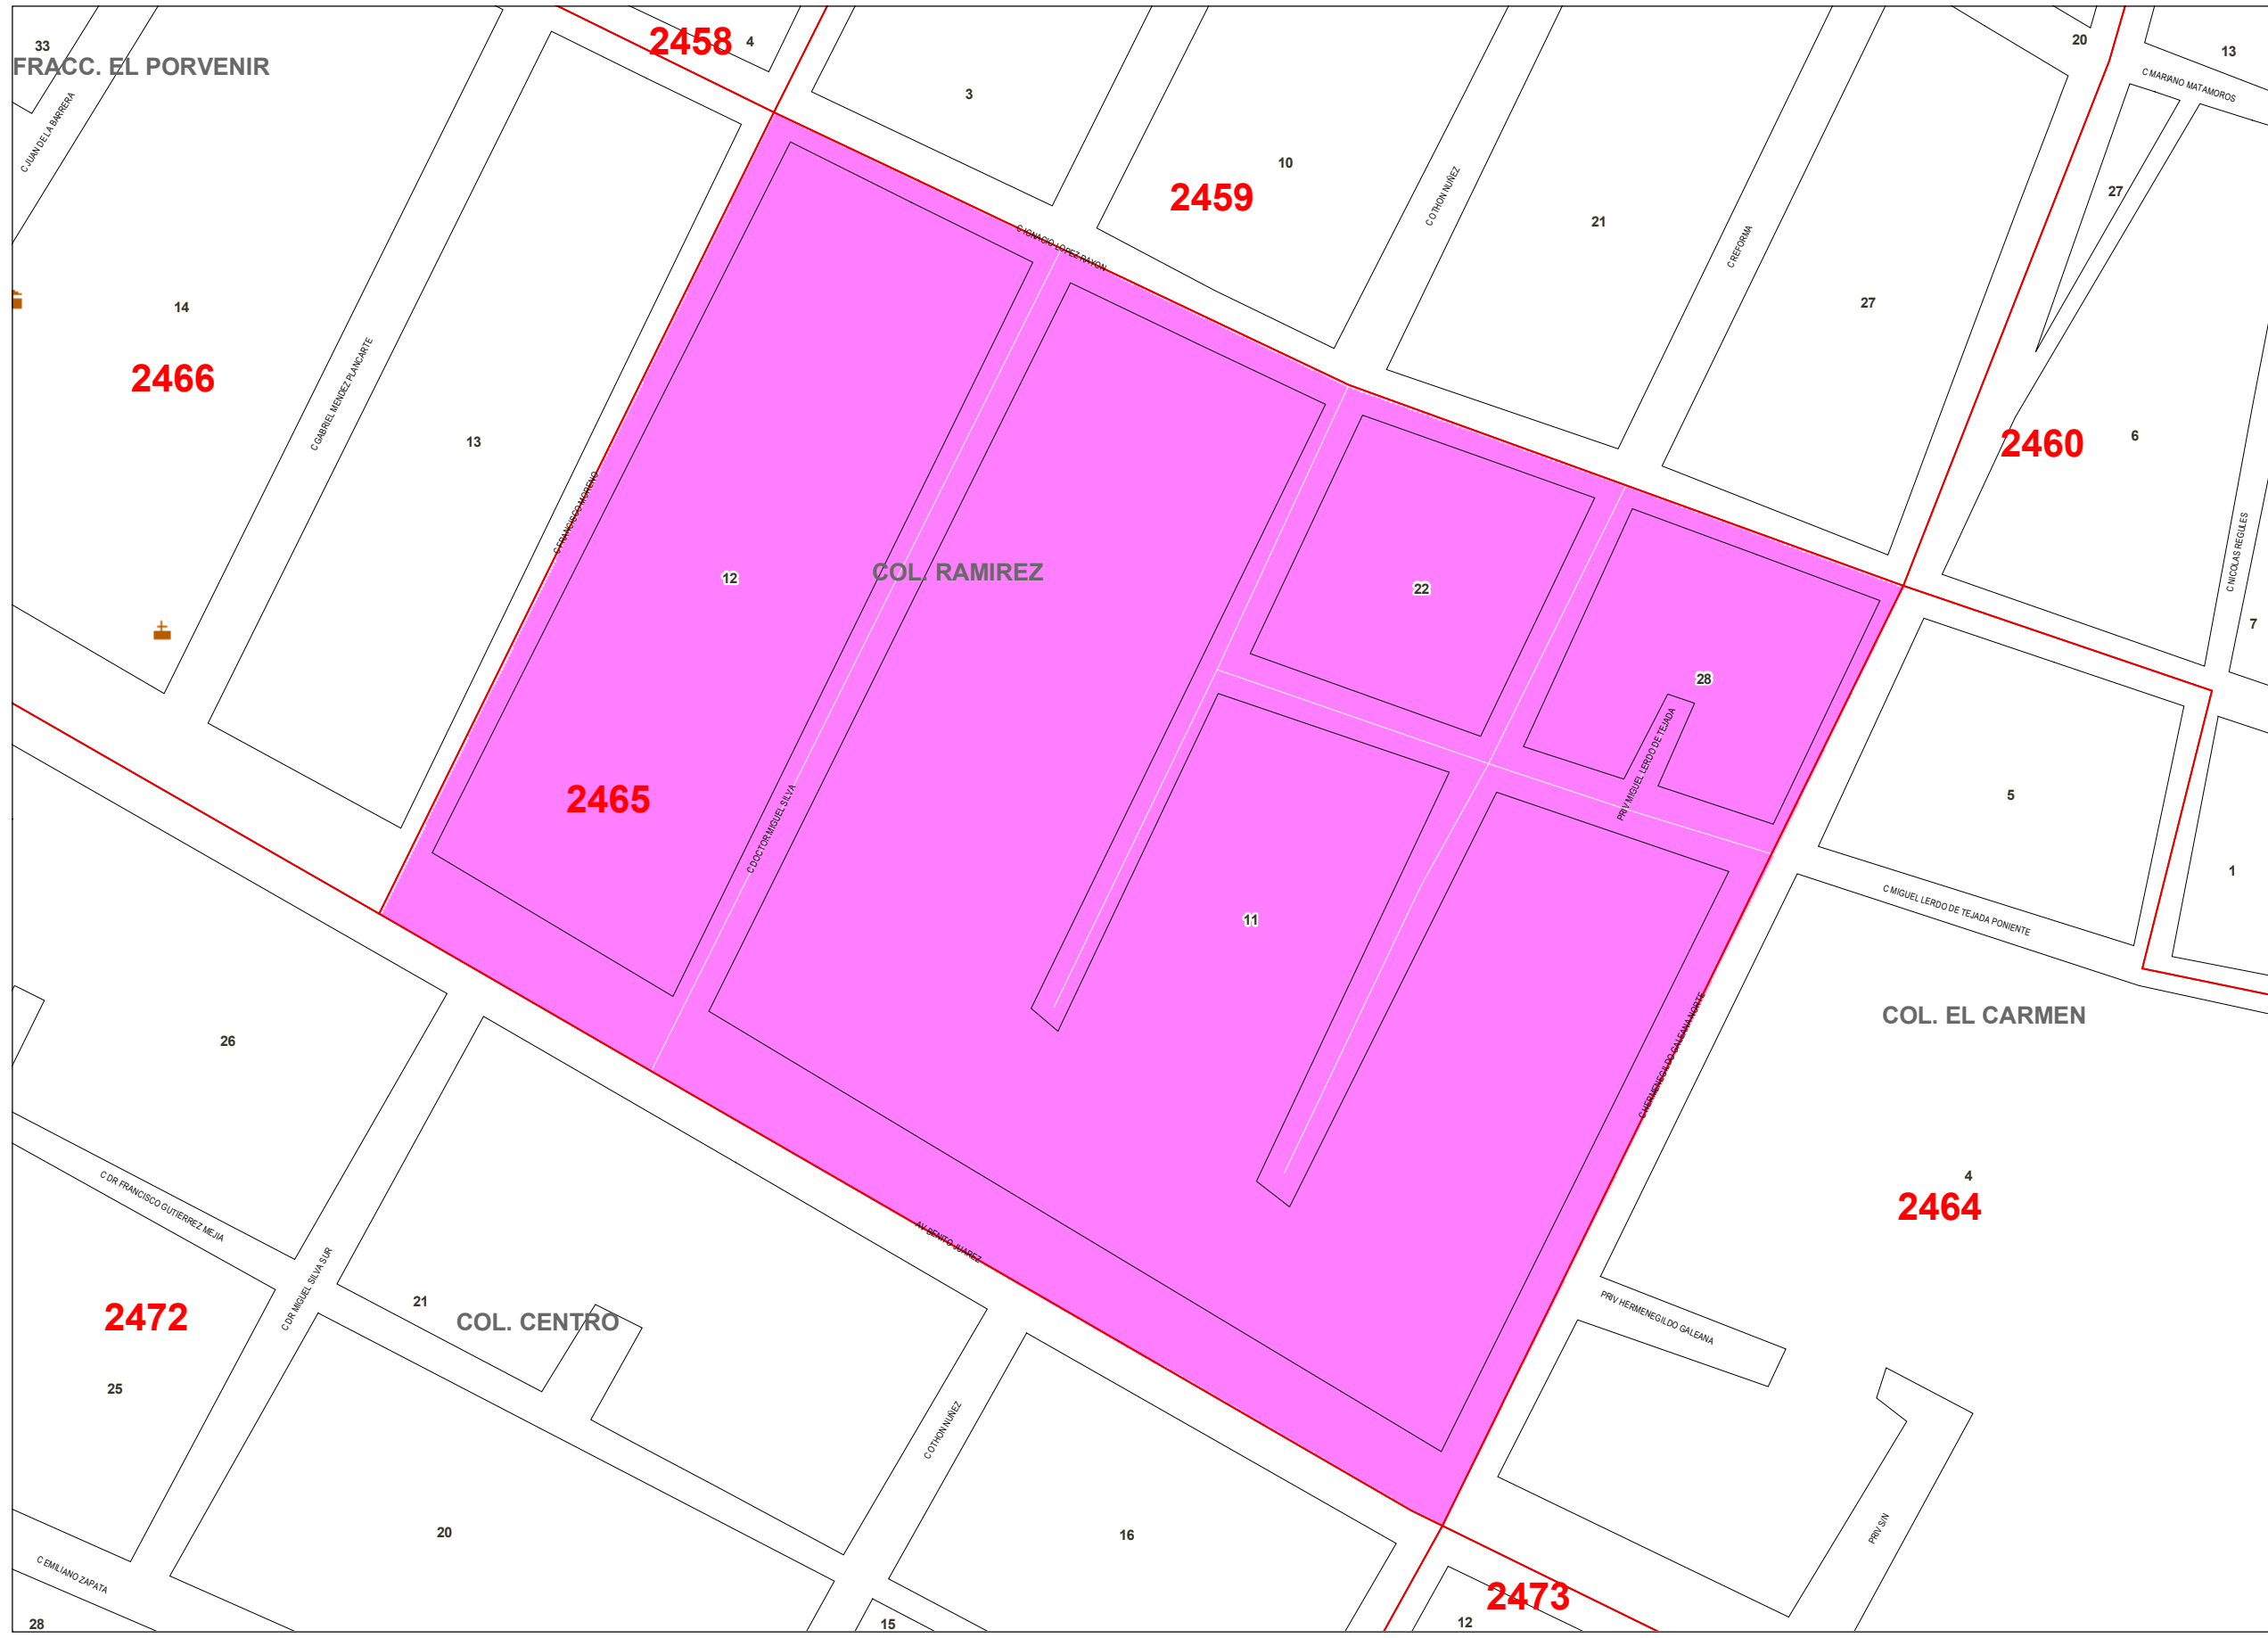 33
FRACC. EL PORVENIR
C JUAN DE LA BARRERA
2458
4
3
10
2459
C OTHON NUÑEZ
21
C REFORMA
20
13
C MARIANO MATAMOROS
27
27
C IGNACIO LOPEZ RAYON
14
2466
C GABRIEL MENDEZ PLANCARTE
13
C FRANCISCO MORENO
12
COL. RAMIREZ
22
28
2460
6
C NICOLAS REGULES
7
PRIV MIGUEL LERDO DE TEJADA
2465
C DOCTOR MIGUEL SILVA
11
5
1
C MIGUEL LERDO DE TEJADA PONIENTE
COL. EL CARMEN
C HERMENEGILDO GALEANA NORTE
26
C DR FRANCISCO GUTIERREZ MEJIA
C DR MIGUEL SILVA SUR
AV BENITO JUAREZ
4
2464
2472
21
COL. CENTRO
PRIV HERMENEGILDO GALEANA
25
C OTHON NUÑEZ
20
16
PRIV S/N
C EMILIANO ZAPATA
2473
28
15
12